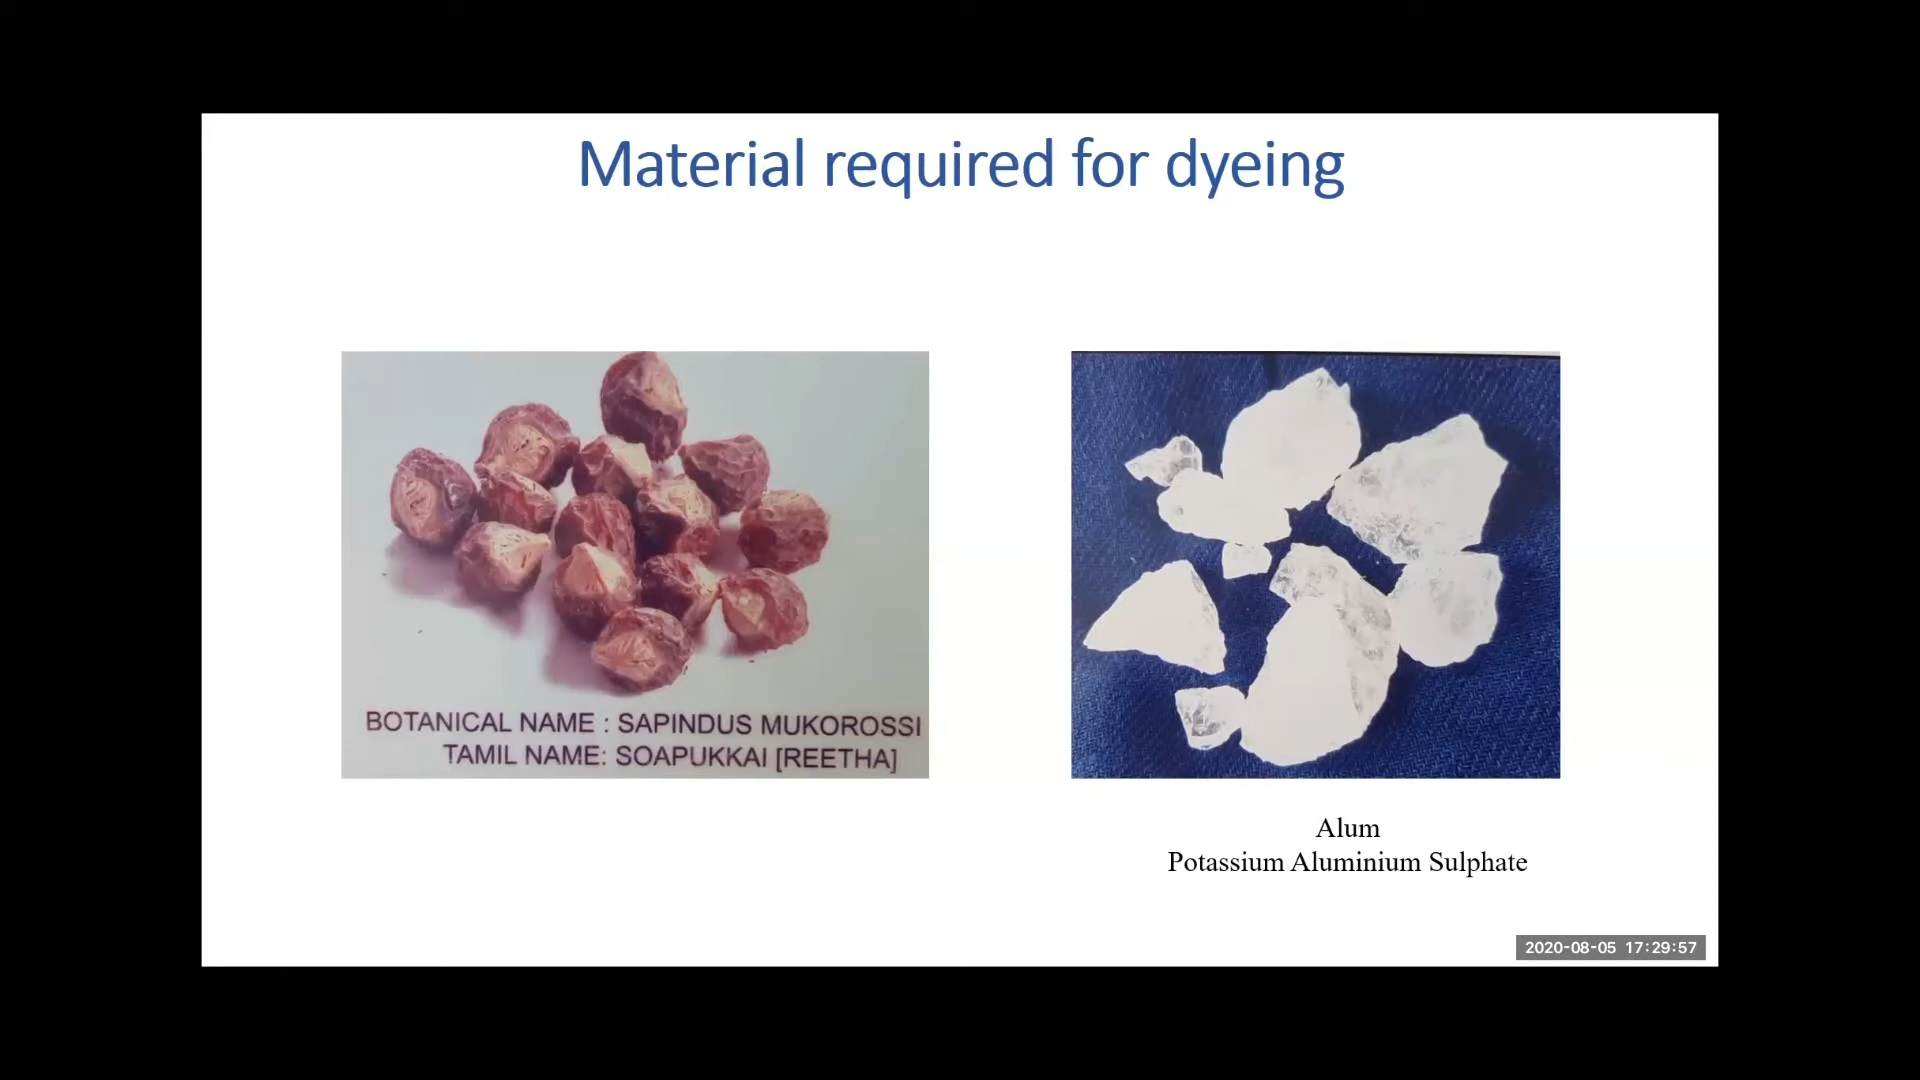 Material required for dyeing
BOTANICAL NAME : SAPINDUS MUKOROSSI
TAMIL NAME: SOAPUKKAI [REETHA]
Alum
Potassium Aluminium Sulphate
2020-08-05 17:29:57